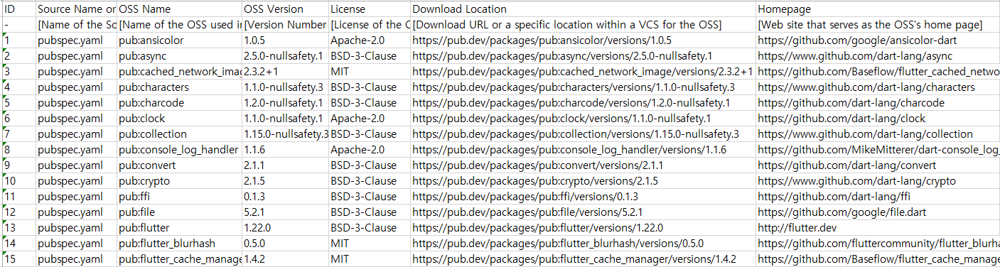 ID Source Name or OSS Name OSS Version License Download Location Homepage
- [Name of the Sc [Name of the OSS used in [Version Number [License of the C [Download URL or a specific location within a VCS for the OSS] [Web site that serves as the OSS's home page]
1 pubspec.yaml pub:ansicolor 1.0.5 Apache-2.0 https://pub.dev/packages/pub:ansicolor/versions/1.0.5 https://github.com/google/ansicolor-dart
2 pubspec.yaml pub:async 2.5.0-nullsafety.1 BSD-3-Clause https://pub.dev/packages/pub:async/versions/2.5.0-nullsafety.1 https://www.github.com/dart-lang/async
3 pubspec.yaml pub:cached_network_imag 2.3.2+1 MIT https://pub.dev/packages/pub:cached_network_image/versions/2.3.2+1 https://github.com/Baseflow/flutter_cached_netwo
4 pubspec.yaml pub:characters 1.1.0-nullsafety.3 BSD-3-Clause https://pub.dev/packages/pub:characters/versions/1.1.0-nullsafety.3 https://www.github.com/dart-lang/characters
5 pubspec.yaml pub:charcode 1.2.0-nullsafety.1 BSD-3-Clause https://pub.dev/packages/pub:charcode/versions/1.2.0-nullsafety.1 https://github.com/dart-lang/charcode
6 pubspec.yaml pub:clock 1.1.0-nullsafety.1 Apache-2.0 https://pub.dev/packages/pub:clock/versions/1.1.0-nullsafety.1 https://github.com/dart-lang/clock
7 pubspec.yaml pub:collection 1.15.0-nullsafety.3 BSD-3-Clause https://pub.dev/packages/pub:collection/versions/1.15.0-nullsafety.3 https://www.github.com/dart-lang/collection
8 pubspec.yaml pub:console_log_handler 1.1.6 Apache-2.0 https://pub.dev/packages/pub:console_log_handler/versions/1.1.6 https://github.com/MikeMitterer/dart-console_log_
9 pubspec.yaml pub:convert 2.1.1 BSD-3-Clause https://pub.dev/packages/pub:convert/versions/2.1.1 https://github.com/dart-lang/convert
10 pubspec.yaml pub:crypto 2.1.5 BSD-3-Clause https://pub.dev/packages/pub:crypto/versions/2.1.5 https://www.github.com/dart-lang/crypto
11 pubspec.yaml pub:ffi 0.1.3 BSD-3-Clause https://pub.dev/packages/pub:ffi/versions/0.1.3 https://github.com/dart-lang/ffi
12 pubspec.yaml pub:file 5.2.1 BSD-3-Clause https://pub.dev/packages/pub:file/versions/5.2.1 https://github.com/google/file.dart
13 pubspec.yaml pub:flutter 1.22.0 BSD-3-Clause https://pub.dev/packages/pub:flutter/versions/1.22.0 http://flutter.dev
14 pubspec.yaml pub:flutter_blurhash 0.5.0 MIT https://pub.dev/packages/pub:flutter_blurhash/versions/0.5.0 https://github.com/fluttercommunity/flutter_blurha
15 pubspec.yaml pub:flutter_cache_manage 1.4.2 MIT https://pub.dev/packages/pub:flutter_cache_manager/versions/1.4.2 https://github.com/Baseflow/flutter_cache_manage